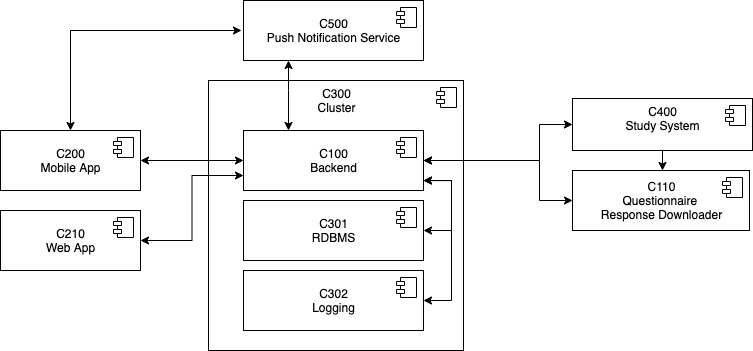 C500
Push Notification Service
C300
Cluster
C200
Mobile App
C100
Backend
C400
Study System
C110
Questionnaire
Response Downloader
C210
Web App
C301
RDBMS
C302
Logging